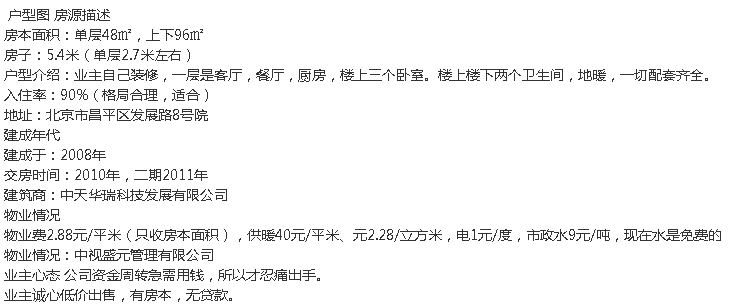 户型图 房源描述
房本面积：单层48㎡，上下96㎡
房子：5.4米（单层2.7米左右）
户型介绍：业主自己装修，一层是客厅，餐厅，厨房，楼上三个卧室。楼上楼下两个卫生间，地暖，一切配套齐全。
入住率：90%（格局合理，适合）
地址：北京市昌平区发展路8号院
建成年代
建成于：2008年
交房时间：2010年，二期2011年
建筑商：中天华瑞科技发展有限公司
物业情况
物业费2.88元/平米（只收房本面积），供暖40元/平米、元2.28/立方米，电1元/度，市政水9元/吨，现在水是免费的
物业情况：中视盛元管理有限公司
业主心态 公司资金周转急需用钱，所以才忍痛出手。
业主诚心低价出售，有房本，无贷款。